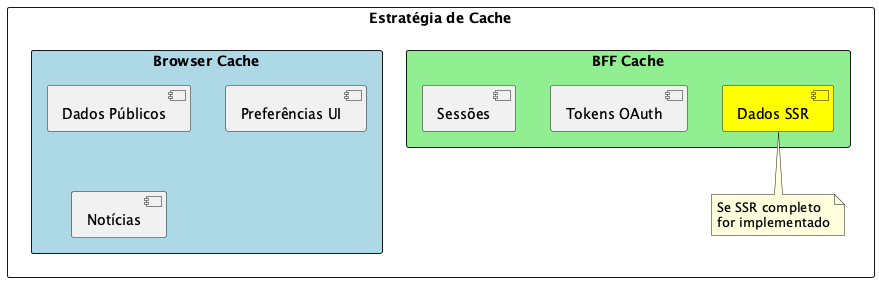 Estratégia de Cache
Browser Cache
Dados Públicos
Preferências UI
Notícias
BFF Cache
Sessões
Tokens OAuth
Dados SSR
Se SSR completo
for implementado